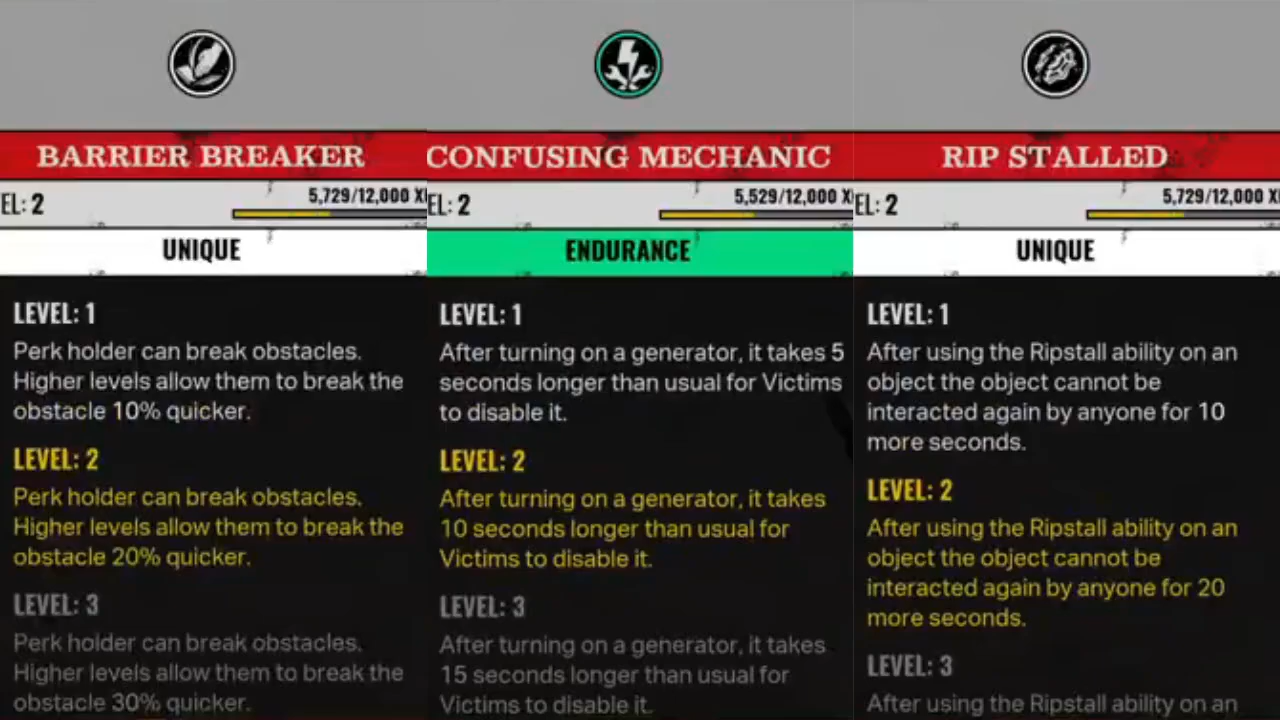 BARRIER BREAKER
EL: 2
5,729/12,000 X
UNIQUE
LEVEL: 1
Perk holder can break obstacles.
Higher levels allow them to break the
obstacle 10% quicker.
LEVEL: 2
Perk holder can break obstacles.
Higher levels allow them to break the
obstacle 20% quicker.
LEVEL: 3
Perk holder can break obstacles.
Higher levels allow them to break the
obstacle 30% quicker.
CONFUSING MECHANIC
EL: 2
5,529/12,000 X
ENDURANCE
LEVEL: 1
After turning on a generator, it takes 5
seconds longer than usual for Victims
to disable it.
LEVEL: 2
After turning on a generator, it takes
10 seconds longer than usual for
Victims to disable it.
LEVEL: 3
After turning on a generator, it takes
15 seconds longer than usual for
Victims to disable it.
RIP STALLED
EL: 2
5,729/12,000 X
UNIQUE
LEVEL: 1
After using the Ripstall ability on an
object the object cannot be
interacted again by anyone for 10
more seconds.
LEVEL: 2
After using the Ripstall ability on an
object the object cannot be
interacted again by anyone for 20
more seconds.
LEVEL: 3
After using the Ripstall ability on an